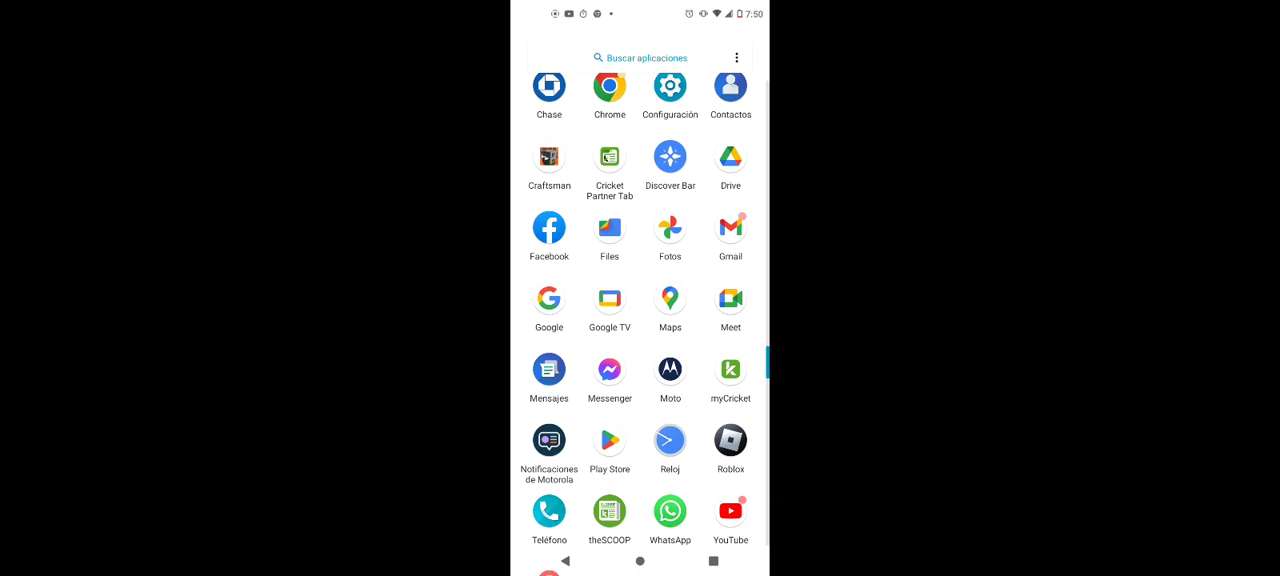 7:50
Buscar aplicaciones
Chase Chrome Configuración Contactos
Craftsman Cricket Partner Tab Discover Bar Drive
Facebook Files Fotos Gmail
Google Google TV Maps Meet
Mensajes Messenger Moto myCricket
Notificaciones de Motorola Play Store Reloj Roblox
Teléfono theSCOOP WhatsApp YouTube